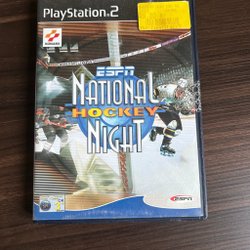 PlayStation 2
KONAMI
ESPN
NATIONAL
HOCKEY
NIGHT
ESPN